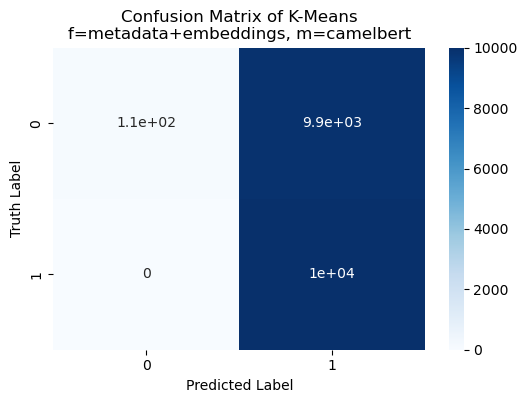 Confusion Matrix of K-Means
f=metadata+embeddings, m=camelbert
Truth Label
0
1
1.1e+02
9.9e+03
0
1e+04
0
1
Predicted Label
10000
8000
6000
4000
2000
0